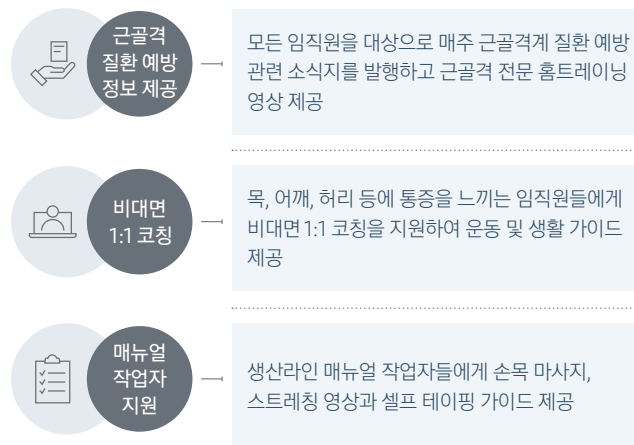 근골격
질환 예방
정보 제공
모든 임직원을 대상으로 매주 근골격계 질환 예방
관련 소식지를 발행하고 근골격 전문 홈트레이닝
영상 제공
비대면
1:1 코칭
목, 어깨, 허리 등에 통증을 느끼는 임직원들에게
비대면 1:1 코칭을 지원하여 운동 및 생활 가이드
제공
매뉴얼
작업자
지원
생산라인 매뉴얼 작업자들에게 손목 마사지,
스트레칭 영상과 셀프 테이핑 가이드 제공